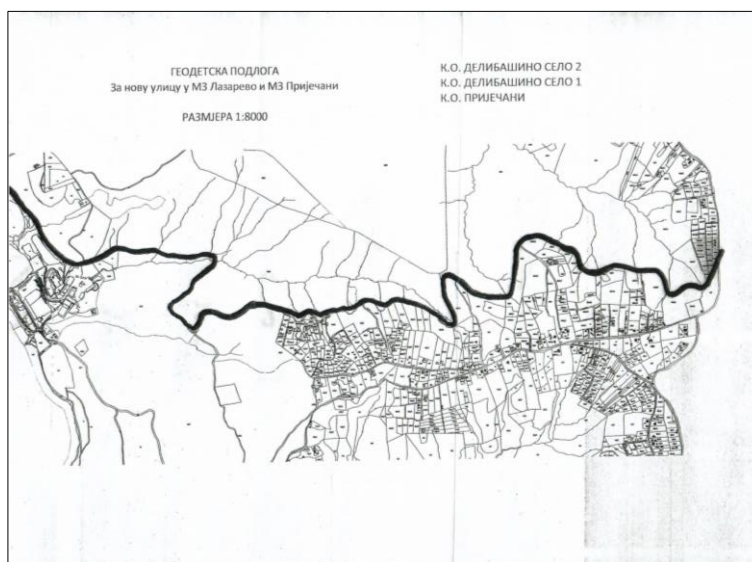 ГЕОДЕТСКА ПОДЛОГА
За нову улицу у МЗ Лазарево и МЗ Пријечани
РАЗМЈЕРА 1:8000
К.О. ДЕЛИБАШИНО СЕЛО 2
К.О. ДЕЛИБАШИНО СЕЛО 1
К.О. ПРИЈЕЧАНИ